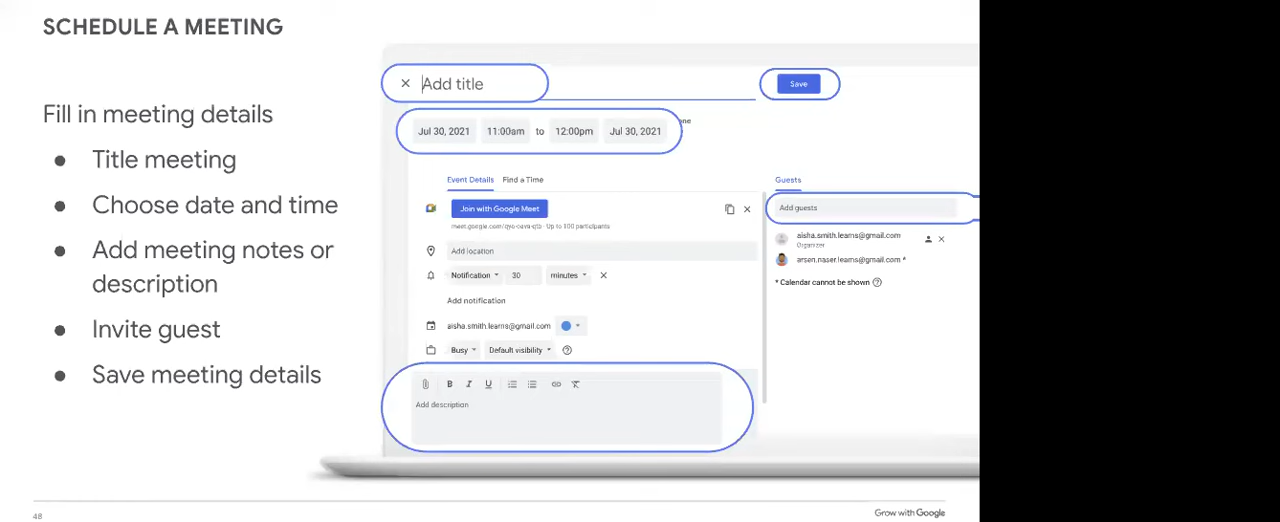 SCHEDULE A MEETING
Fill in meeting details
● Title meeting
● Choose date and time
● Add meeting notes or
description
● Invite guest
● Save meeting details
Add title
Save
Jul 30, 2021 11:00am to 12:00pm Jul 30, 2021
Event Details Find a Time
Join with Google Meet
Up to 100 participants
Add location
Notification 30 minutes
Add notification
aisha.smith.learns@gmail.com
Busy Default visibility
B I U
Add description
Guests
Add guests
aisha.smith.learns@gmail.com
Organizer
arsen.naser.learns@gmail.com *
* Calendar cannot be shown
48
Grow with Google